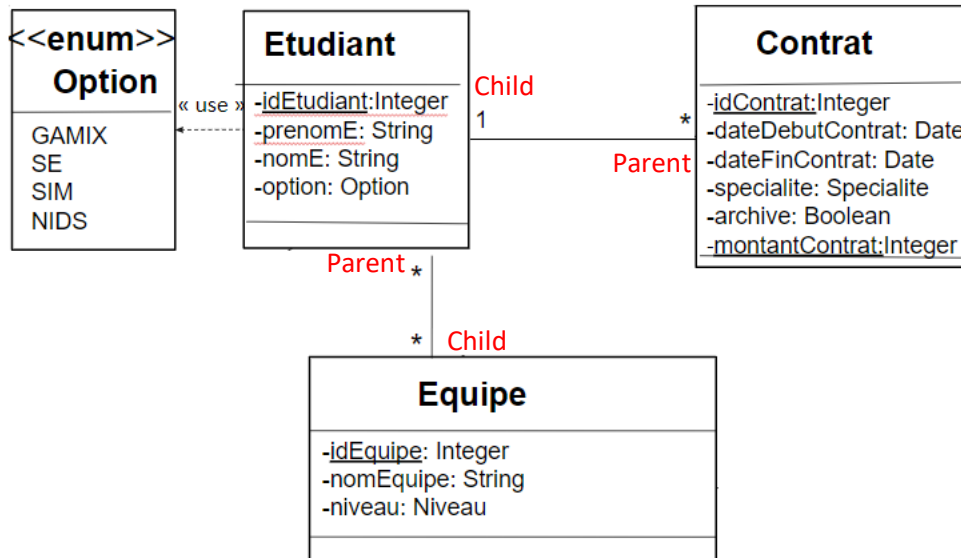 <<enum>>
Option
GAMIX
SE
SIM
NIDS
« use »
Etudiant
-idEtudiant:Integer
-prenomE: String
-nomE: String
-option: Option
Child
1
*
Parent
Contrat
-idContrat:Integer
-dateDebutContrat: Date
-dateFinContrat: Date
-specialite: Specialite
-archive: Boolean
-montantContrat:Integer
Parent
*
*
Child
Equipe
-idEquipe: Integer
-nomEquipe: String
-niveau: Niveau